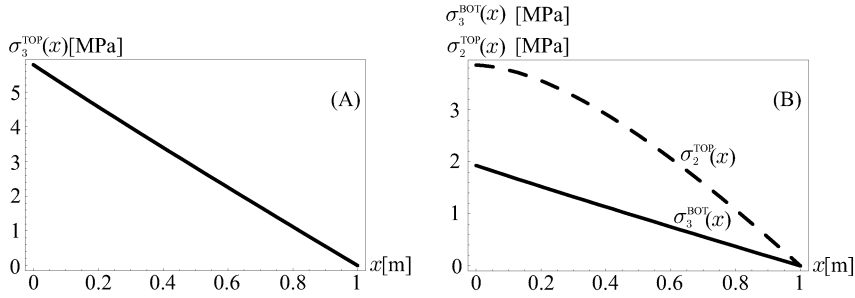 σ₃ᵀᴼᴾ(x)[MPa]
5
4
3
2
1
0
0 0.2 0.4 0.6 0.8 1
x[m]
(A)
σ₃ᴮᴼᵀ(x) [MPa]
σ₂ᵀᴼᴾ(x) [MPa]
3
2
1
0
0 0.2 0.4 0.6 0.8 1
x[m]
(B)
σ₂ᵀᴼᴾ(x)
σ₃ᴮᴼᵀ(x)